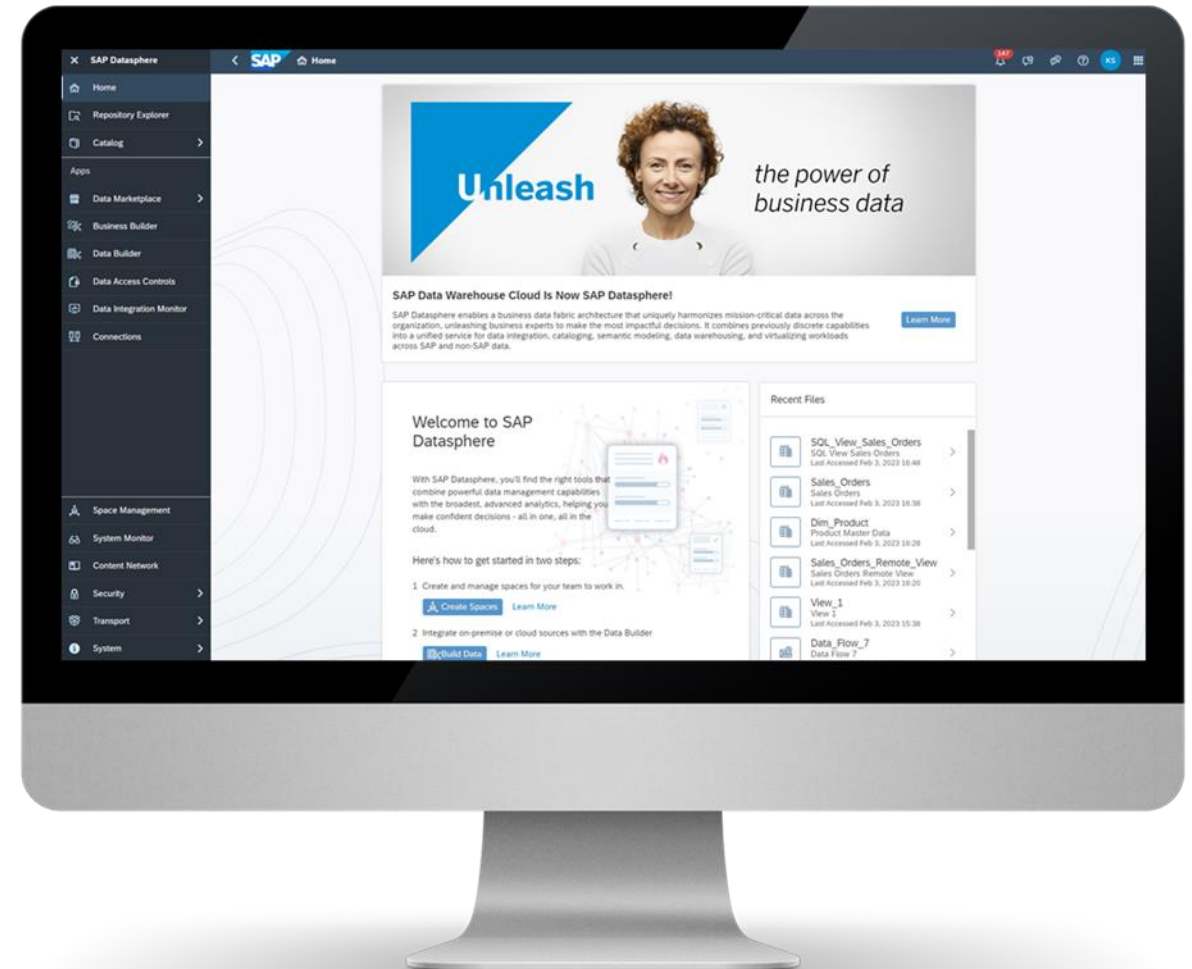 SAP Datasphere
SAP
Home
147
KS
Home
Repository Explorer
Catalog
Apps
Data Marketplace
Business Builder
Data Builder
Data Access Controls
Data Integration Monitor
Connections
Space Management
System Monitor
Content Network
Security
Transport
System
Unleash
the power of
business data
SAP Data Warehouse Cloud Is Now SAP Datasphere!
SAP Datasphere enables a business data fabric architecture that uniquely harmonizes mission-critical data across the
organization, unleashing business experts to make the most impactful decisions. It combines previously discrete capabilities
into a unified service for data integration, cataloging, semantic modeling, data warehousing, and virtualizing workloads
across SAP and non-SAP data.
Learn More
Welcome to SAP
Datasphere
With SAP Datasphere, you'll find the right tools that
combine powerful data management capabilities
with the broadest, advanced analytics, helping you
make confident decisions - all in one, all in the
cloud.
Here's how to get started in two steps:
1 Create and manage spaces for your team to work in.
Create Spaces Learn More
2 Integrate on-premise or cloud sources with the Data Builder
Build Data Learn More
Recent Files
SQL_View_Sales_Orders
SQL View Sales Orders
Last Accessed Feb 3, 2023 16:48
Sales_Orders
Sales Orders
Last Accessed Feb 3, 2023 16:38
Dim_Product
Product Master Data
Last Accessed Feb 3, 2023 16:28
Sales_Orders_Remote_View
Sales Orders Remote View
Last Accessed Feb 3, 2023 16:20
View_1
View 1
Last Accessed Feb 3, 2023 15:38
Data_Flow_7
Data Flow 7